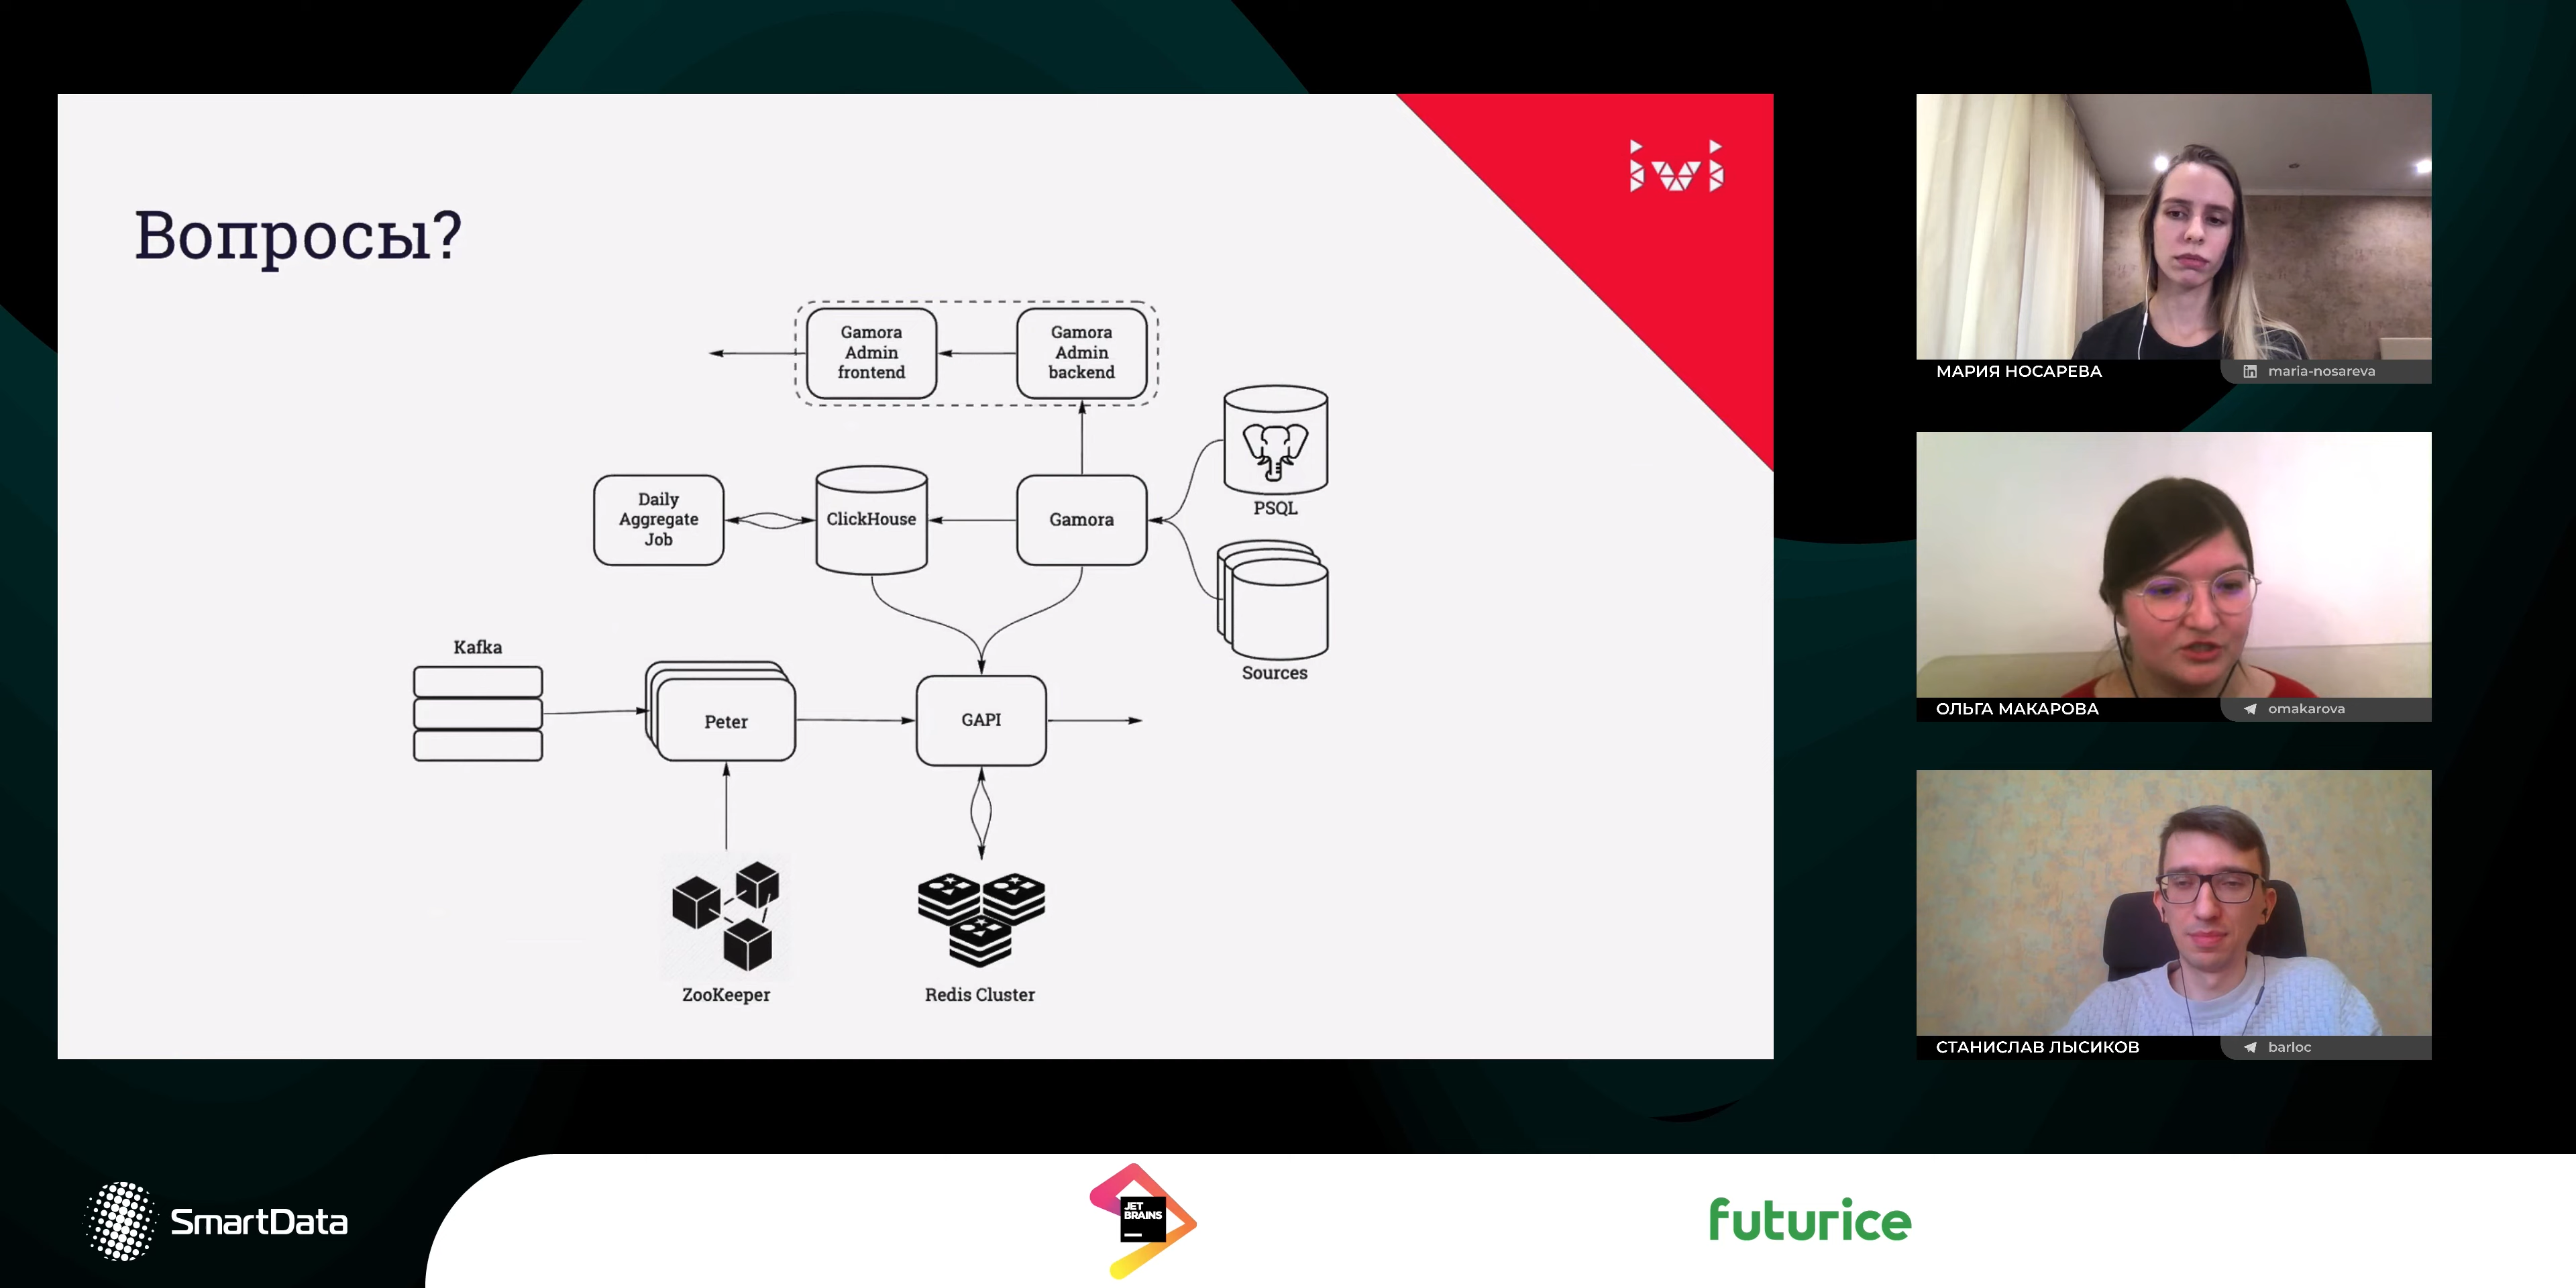 Вопросы?
ivi
Gamora
Admin
frontend
Gamora
Admin
backend
PSQL
Daily
Aggregate
Job
ClickHouse
Gamora
Sources
Kafka
Peter
GAPI
ZooKeeper
Redis Cluster
МАРИЯ НОСАРЕВА
maria-nosareva
ОЛЬГА МАКАРОВА
omakarova
СТАНИСЛАВ ЛЫСИКОВ
barloc
SmartData
JET
BRAINS
futurice